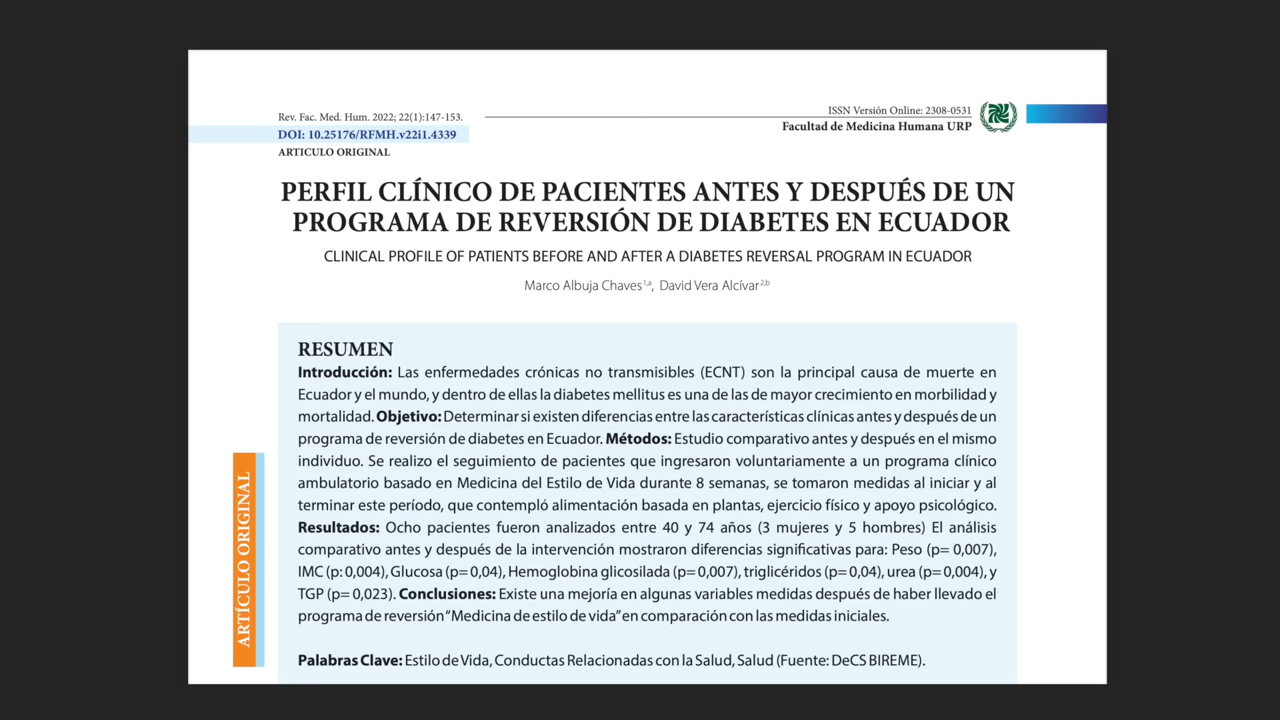 Rev. Fac. Med. Hum. 2022; 22(1):147-153.
DOI: 10.25176/RFMH.v22i1.4339
ARTICULO ORIGINAL
ISSN Versión Online: 2308-0531
Facultad de Medicina Humana URP
PERFIL CLÍNICO DE PACIENTES ANTES Y DESPUÉS DE UN
PROGRAMA DE REVERSIÓN DE DIABETES EN ECUADOR
CLINICAL PROFILE OF PATIENTS BEFORE AND AFTER A DIABETES REVERSAL PROGRAM IN ECUADOR
Marco Albuja Chaves 1,a, David Vera Alcívar 2,b
RESUMEN
Introducción: Las enfermedades crónicas no transmisibles (ECNT) son la principal causa de muerte en
Ecuador y el mundo, y dentro de ellas la diabetes mellitus es una de las de mayor crecimiento en morbilidad y
mortalidad. Objetivo: Determinar si existen diferencias entre las características clínicas antes y después de un
programa de reversión de diabetes en Ecuador. Métodos: Estudio comparativo antes y después en el mismo
individuo. Se realizo el seguimiento de pacientes que ingresaron voluntariamente a un programa clínico
ambulatorio basado en Medicina del Estilo de Vida durante 8 semanas, se tomaron medidas al iniciar y al
terminar este período, que contempló alimentación basada en plantas, ejercicio físico y apoyo psicológico.
Resultados: Ocho pacientes fueron analizados entre 40 y 74 años (3 mujeres y 5 hombres) El análisis
comparativo antes y después de la intervención mostraron diferencias significativas para: Peso (p= 0,007),
IMC (p: 0,004), Glucosa (p= 0,04), Hemoglobina glicosilada (p= 0,007), triglicéridos (p= 0,04), urea (p= 0,004), y
TGP (p= 0,023). Conclusiones: Existe una mejoría en algunas variables medidas después de haber llevado el
programa de reversión "Medicina de estilo de vida" en comparación con las medidas iniciales.
Palabras Clave: Estilo de Vida, Conductas Relacionadas con la Salud, Salud (Fuente: DeCS BIREME).
ARTÍCULO ORIGINAL